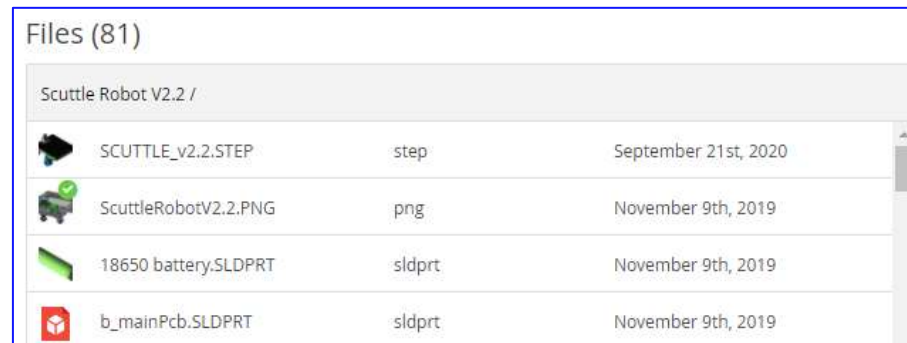 Files (81)
Scuttle Robot V2.2 /
SCUTTLE_v2.2.STEP step September 21st, 2020
ScuttleRobotV2.2.PNG png November 9th, 2019
18650 battery.SLDPRT sldprt November 9th, 2019
b_mainPcb.SLDPRT sldprt November 9th, 2019